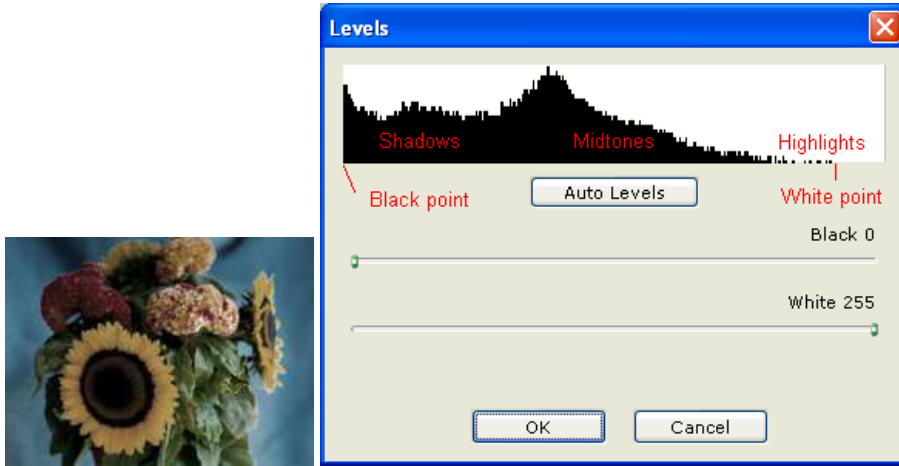 Levels
Shadows Midtones Highlights
Black point Auto Levels White point
Black 0
White 255
OK Cancel